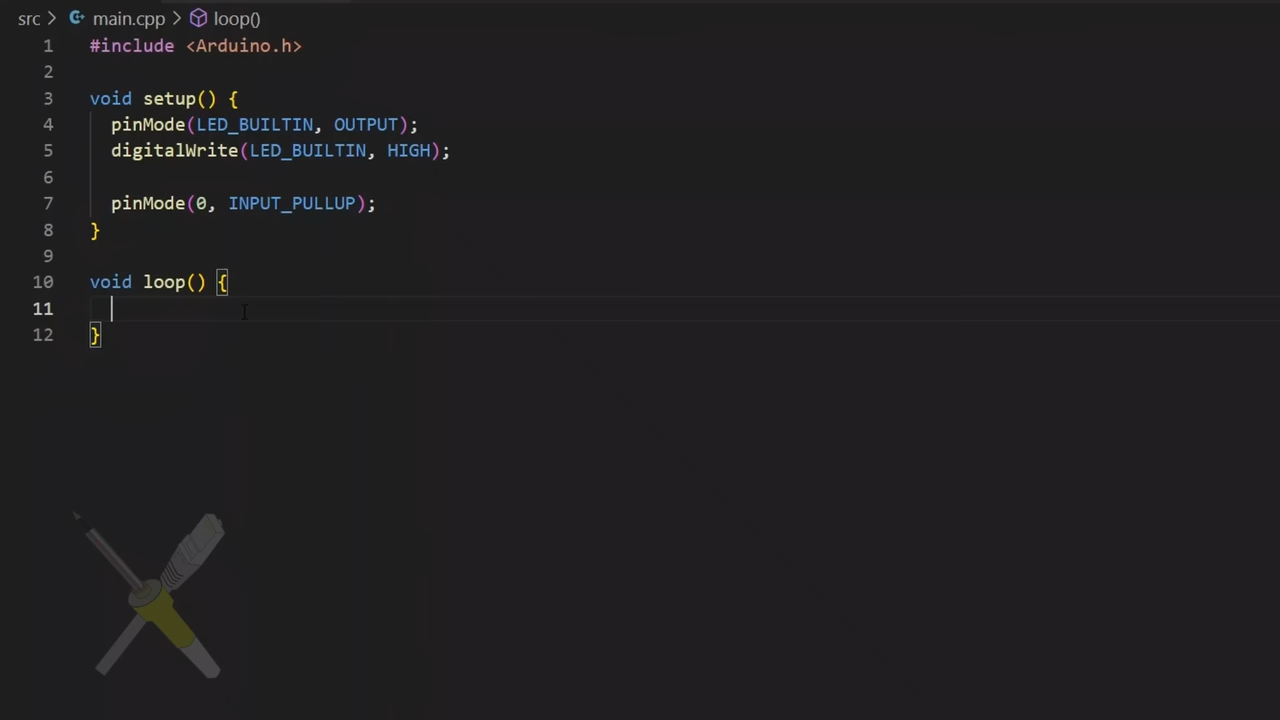 src > main.cpp > loop()
1 #include <Arduino.h>
2
3 void setup() {
4 pinMode(LED_BUILTIN, OUTPUT);
5 digitalWrite(LED_BUILTIN, HIGH);
6
7 pinMode(0, INPUT_PULLUP);
8 }
9
10 void loop() {
11
12 }